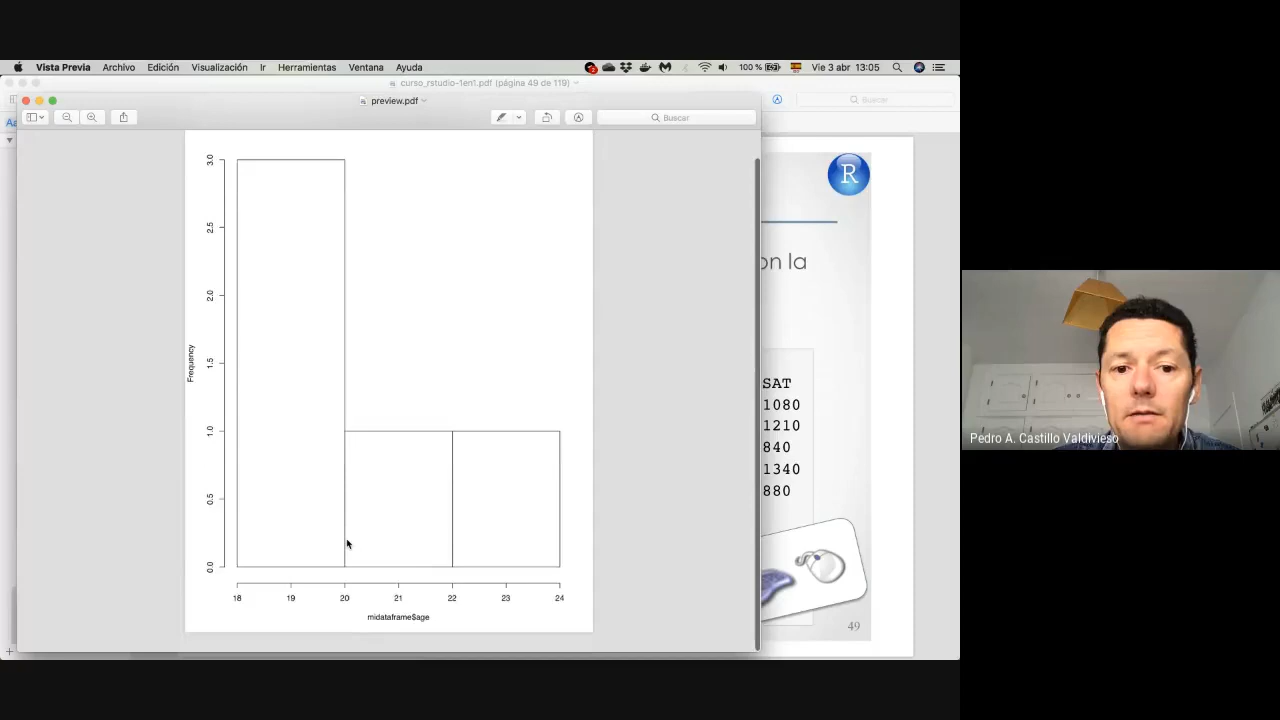 Vista Previa Archivo Edición Visualización Ir Herramientas Ventana Ayuda 100 % Vie 3 abr 13:05
curso_rstudio-1en1.pdf (página 49 de 119)
preview.pdf
Buscar
Buscar
Aa
R
3.0
2.5
2.0
1.5
1.0
0.5
0.0
Frequency
18 19 20 21 22 23 24
midataframe$age
on la
SAT
1080
1210
840
1340
880
49
Pedro A. Castillo Valdivieso